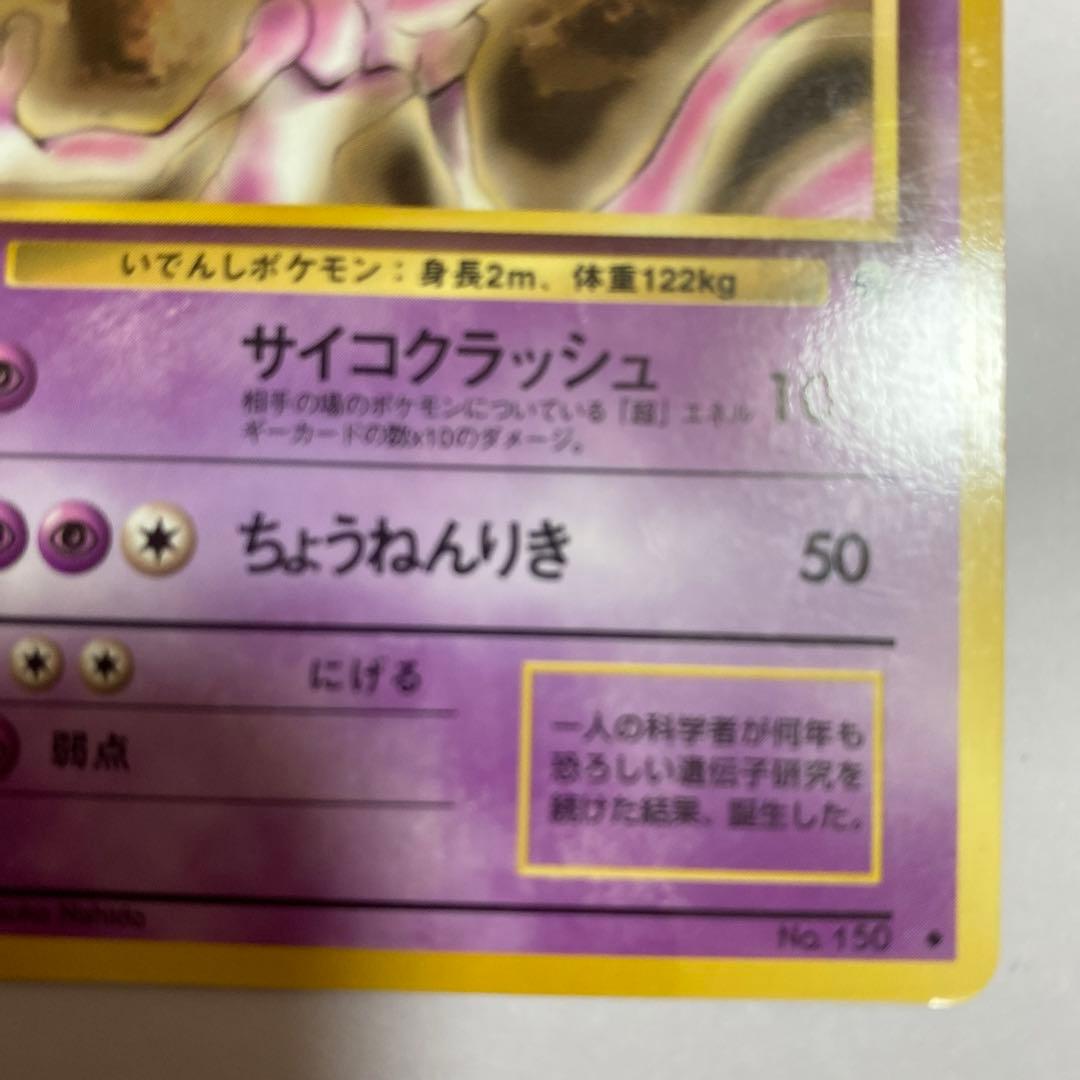 いでんしポケモン：身長2m、体重122kg
サイコクラッシュ 10
相手の場のポケモンについている「超」エネル
ギーカードの数x10のダメージ。
ちょうねんりき 50
にげる
弱点
一人の科学者が何年も
恐ろしい遺伝子研究を
続けた結果、誕生した。
Nishida
No. 150